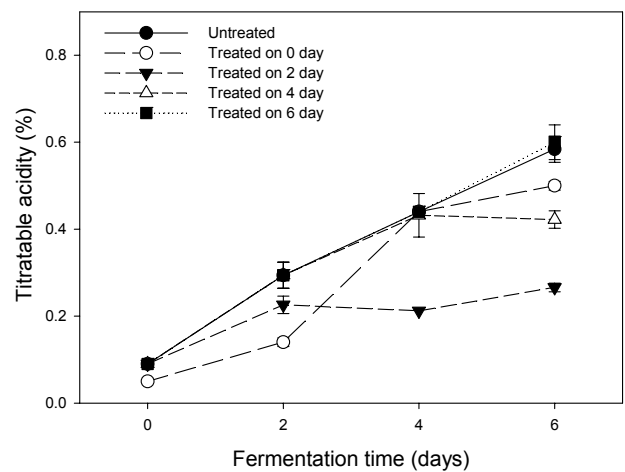 Untreated
Treated on 0 day
Treated on 2 day
Treated on 4 day
Treated on 6 day
Titratable acidity (%)
0.8
0.6
0.4
0.2
0.0
0 2 4 6
Fermentation time (days)